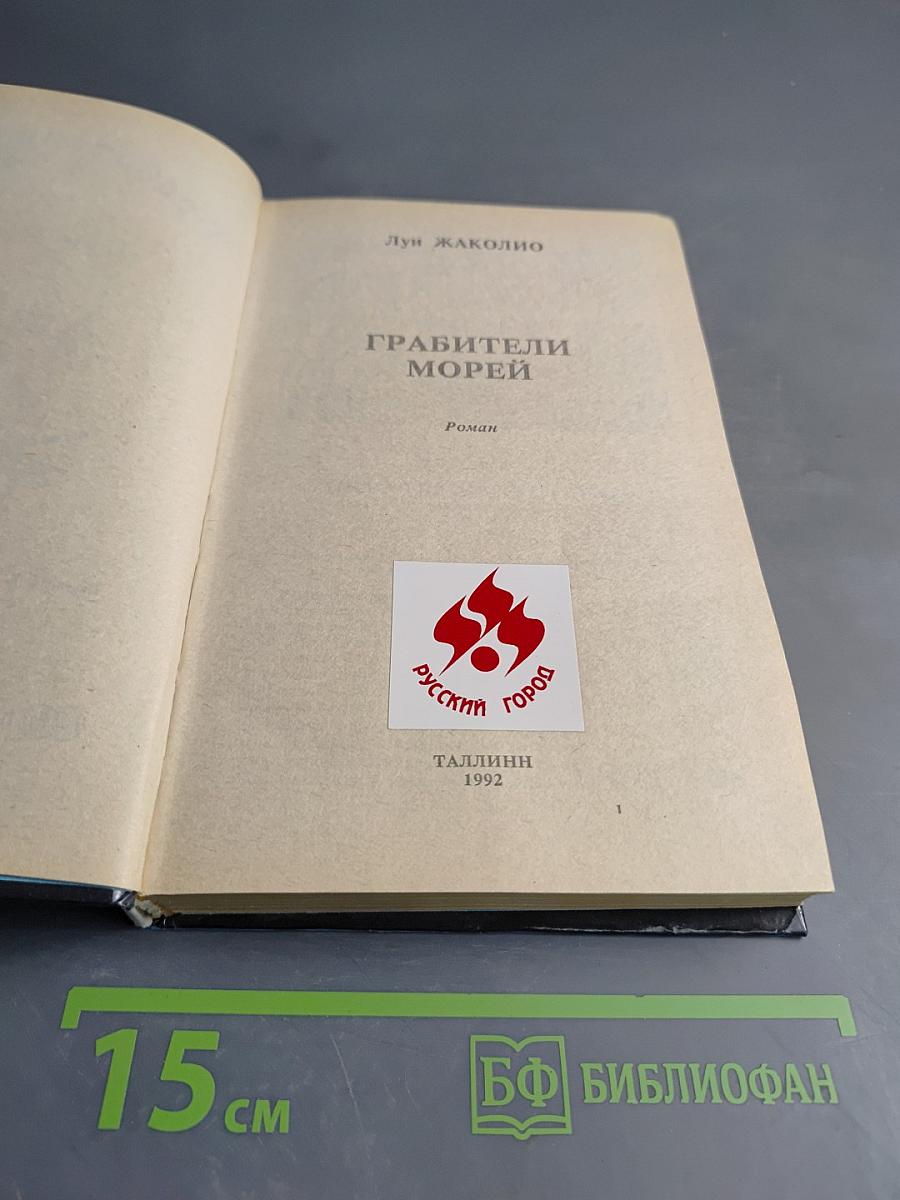 Луи ЖАКОЛИО
ГРАБИТЕЛИ
МОРЕЙ
Роман
РУССКИЙ ГОРОД
ТАЛЛИНН
1992
1
15 см
БФ БИБЛИОФАН